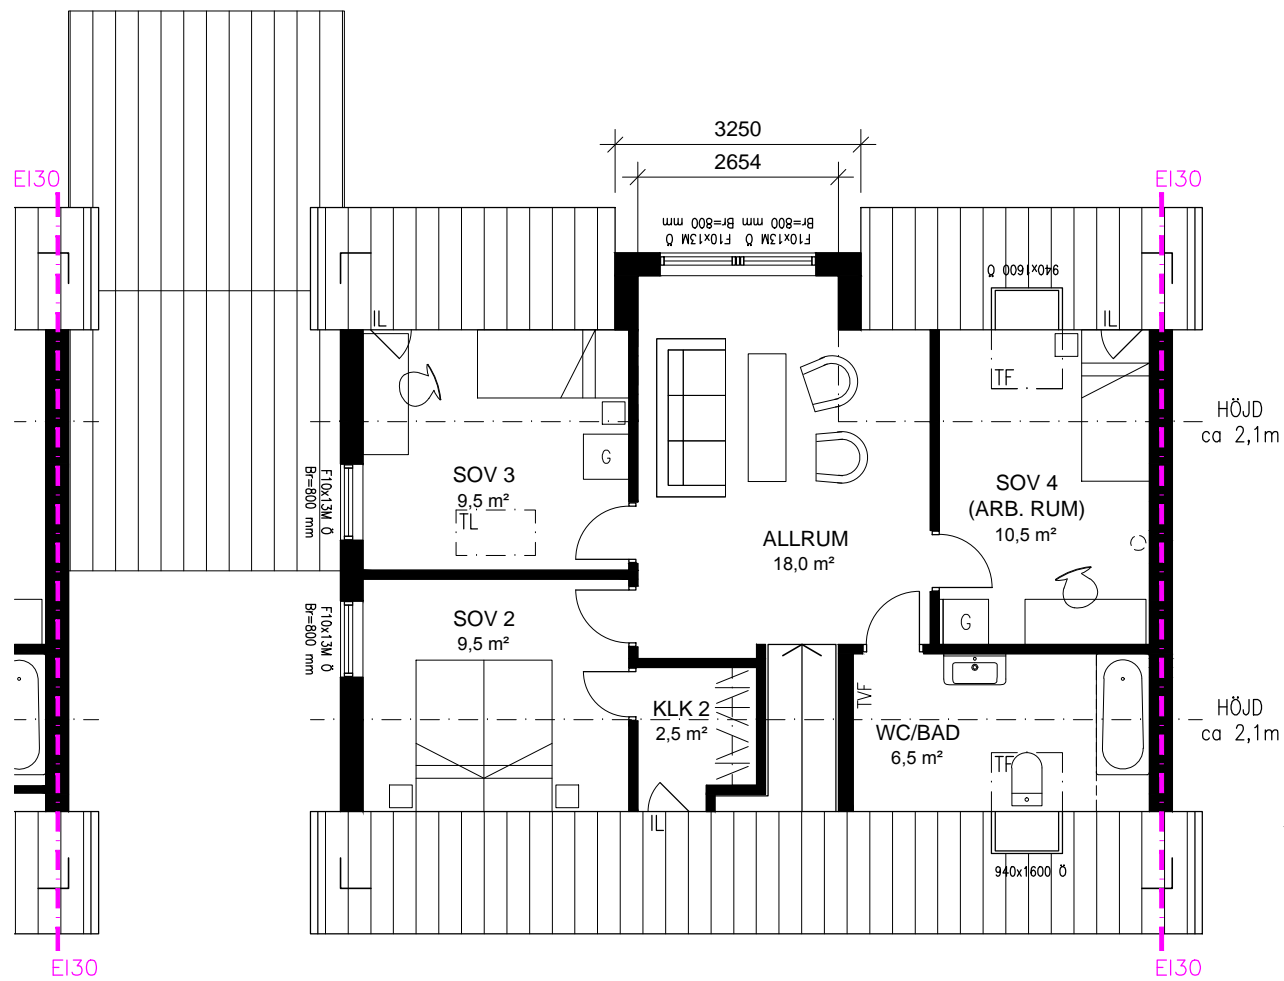 3250
2654
EI30
EI30
F10x13M Ö F10x13M Ö
Br=800 mm Br=800 mm
940x1600 Ö
IL
IL
TF
HÖJD
ca 2,1m
G
SOV 3
9,5 m²
TL
F10x13M Ö
Br=800 mm
SOV 4
(ARB. RUM)
10,5 m²
ALLRUM
18,0 m²
SOV 2
9,5 m²
F10x13M Ö
Br=800 mm
G
KLK 2
2,5 m²
TVF
WC/BAD
6,5 m²
HÖJD
ca 2,1m
TF
IL
940x1600 Ö
EI30
EI30